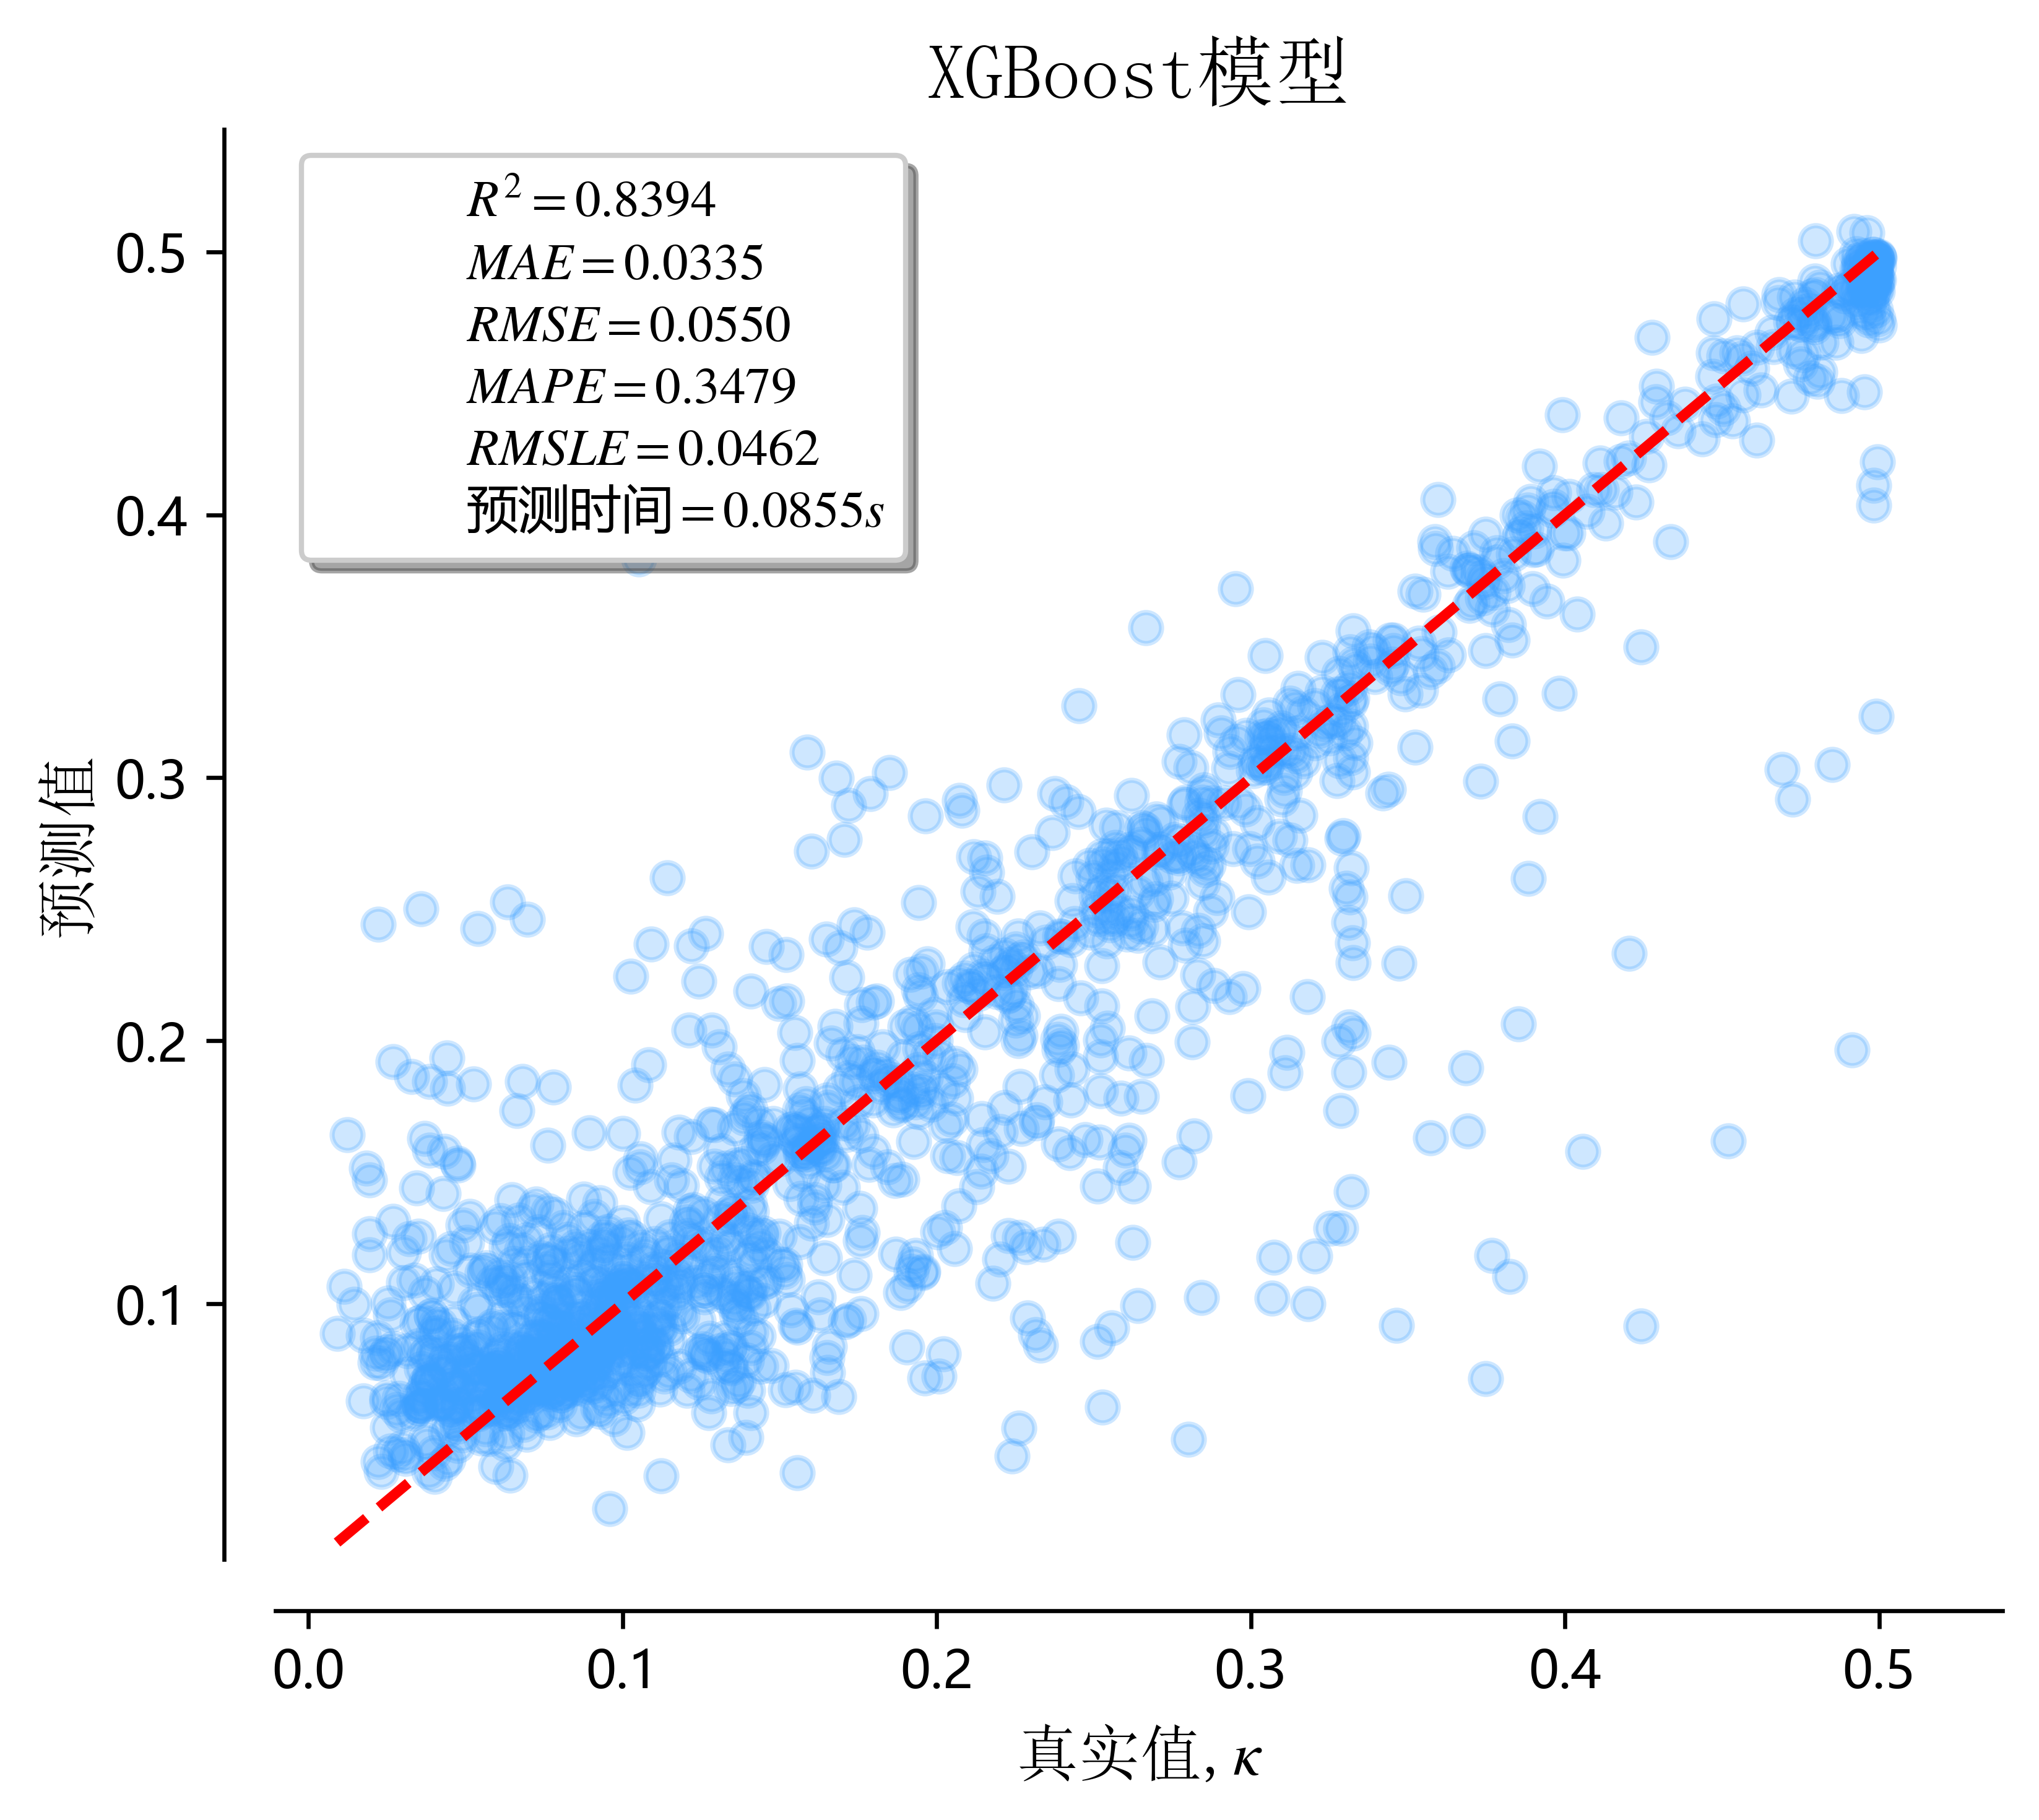 XGBoost模型
R² = 0.8394
MAE = 0.0335
RMSE = 0.0550
MAPE = 0.3479
RMSLE = 0.0462
预测时间 = 0.0855s
预测值
0.5
0.4
0.3
0.2
0.1
0.0 0.1 0.2 0.3 0.4 0.5
真实值, κ